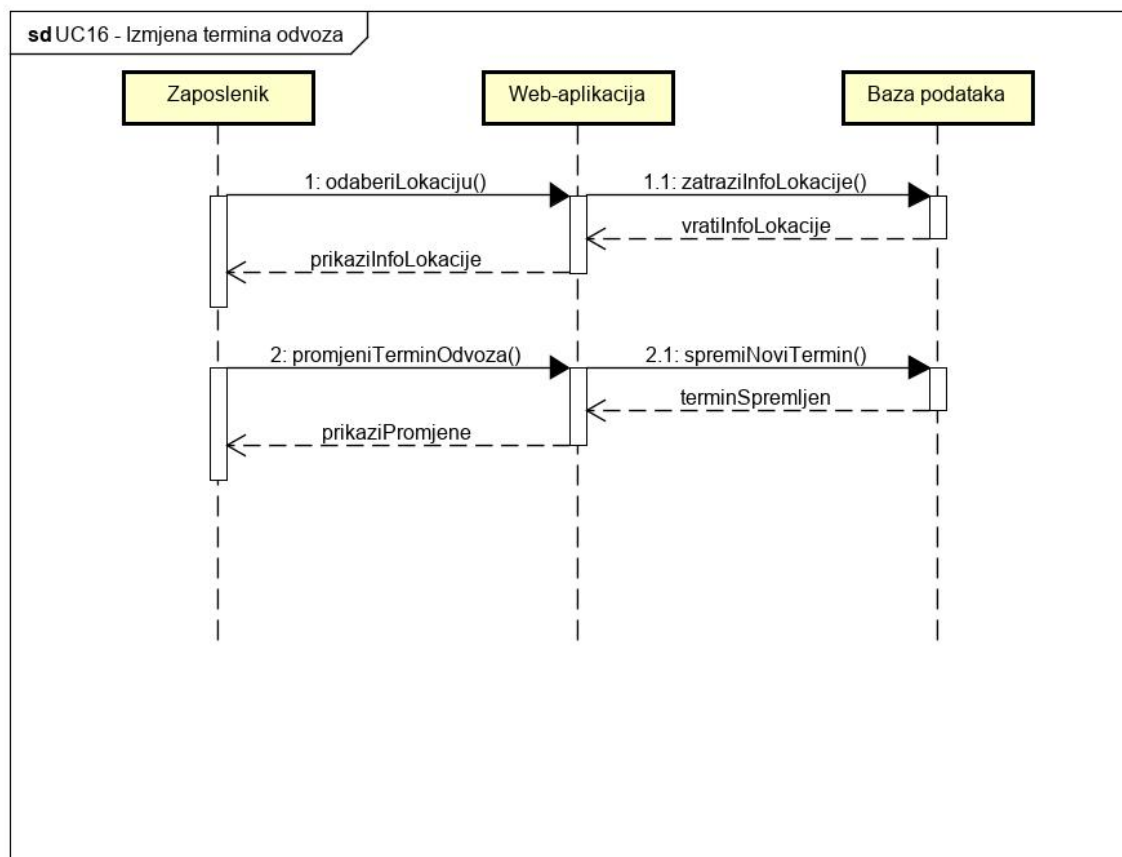 sd UC16 - Izmjena termina odvoza
Zaposlenik
Web-aplikacija
Baza podataka
1: odaberiLokaciju()
1.1: zatraziInfoLokacije()
vratiInfoLokacije
prikaziInfoLokacije
2: promjeniTerminOdvoza()
2.1: spremiNoviTermin()
terminSpremljen
prikaziPromjene